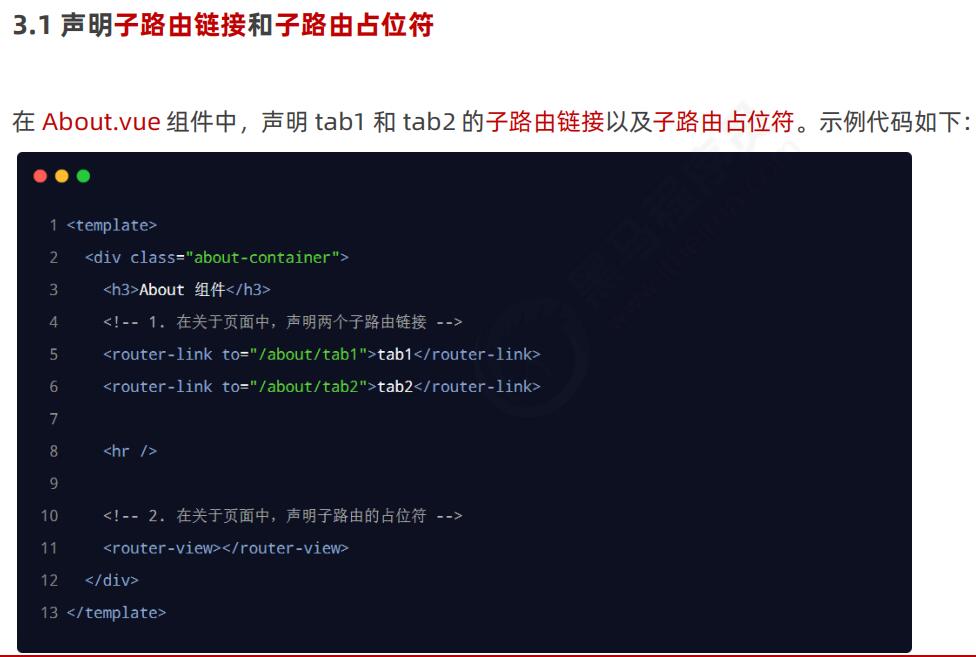 3.1 声明子路由链接和子路由占位符
在 About.vue 组件中，声明 tab1 和 tab2 的子路由链接以及子路由占位符。示例代码如下：
1 <template>
2   <div class="about-container">
3     <h3>About 组件</h3>
4     <!-- 1. 在关于页面中，声明两个子路由链接 -->
5     <router-link to="/about/tab1">tab1</router-link>
6     <router-link to="/about/tab2">tab2</router-link>
7
8     <hr />
9
10     <!-- 2. 在关于页面中，声明子路由的占位符 -->
11     <router-view></router-view>
12   </div>
13 </template>